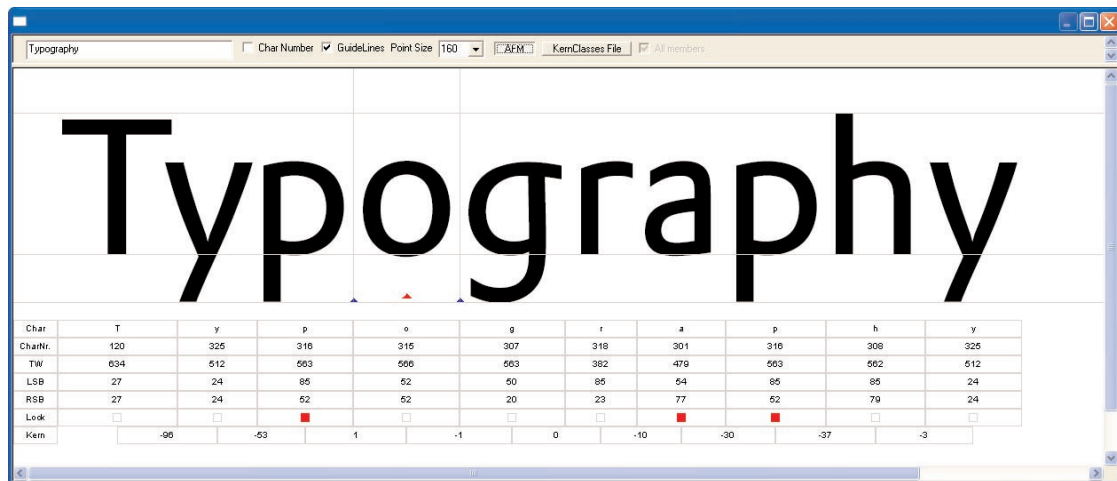 Typography Char Number GuideLines Point Size 160 AFM KernClasses File All members
Typography
Char T y p o g r a p h y
CharNr. 120 325 316 315 307 318 301 316 308 325
TW 634 512 563 566 563 382 479 563 562 512
LSB 27 24 85 52 50 85 54 85 85 24
RSB 27 24 52 52 20 23 77 52 79 24
Lock
Kern -96 -53 1 -1 0 -10 -30 -37 -3